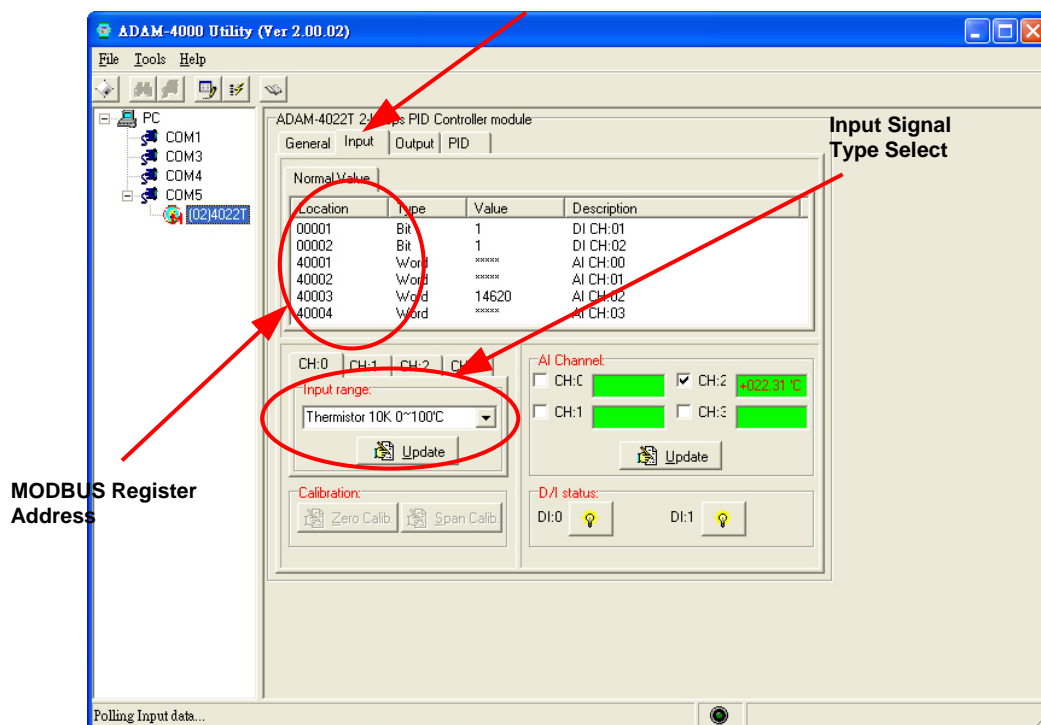 ADAM-4000 Utility (Ver 2.00.02)
File Tools Help
PC
COM1
COM3
COM4
COM5
(02)4022T
ADAM-4022T 2- ps PID Controller module
General Input Output PID
Input Signal
Type Select
Normal Value
Location Type Value Description
00001 Bit 1 DI CH:01
00002 Bit 1 DI CH:02
40001 Word ***** AI CH:00
40002 Word ***** AI CH:01
40003 Word 14620 AI CH:02
40004 Word ***** AI CH:03
CH:0 CH:1 CH:2
Input range:
Thermistor 10K 0~100'C
Update
AI Channel:
CH:0 CH:2 +022.31 'C
CH:1 CH:3
Update
MODBUS Register
Address
Calibration:
Zero Calib. Span Calib.
D/I status:
DI:0 DI:1
Polling Input data...